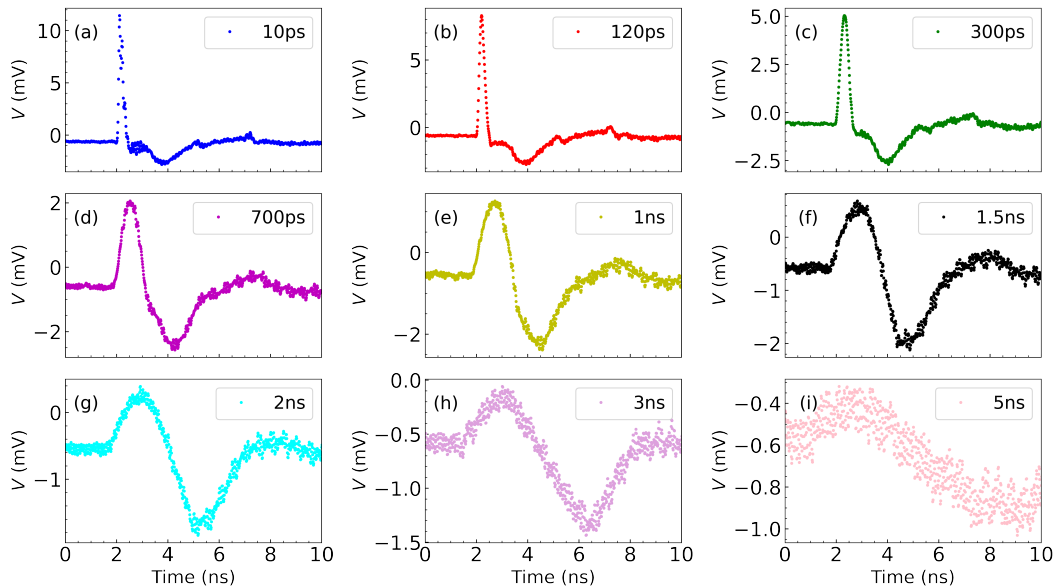 (a) 10ps
V (mV)
10
5
0
(b) 120ps
V (mV)
5
0
(c) 300ps
V (mV)
5.0
2.5
0.0
−2.5
(d) 700ps
V (mV)
2
0
−2
(e) 1ns
V (mV)
0
−2
(f) 1.5ns
V (mV)
0
−1
−2
(g) 2ns
V (mV)
0
−1
0 2 4 6 8 10
Time (ns)
(h) 3ns
V (mV)
0.0
−0.5
−1.0
−1.5
0 2 4 6 8 10
Time (ns)
(i) 5ns
V (mV)
−0.4
−0.6
−0.8
−1.0
0 2 4 6 8 10
Time (ns)